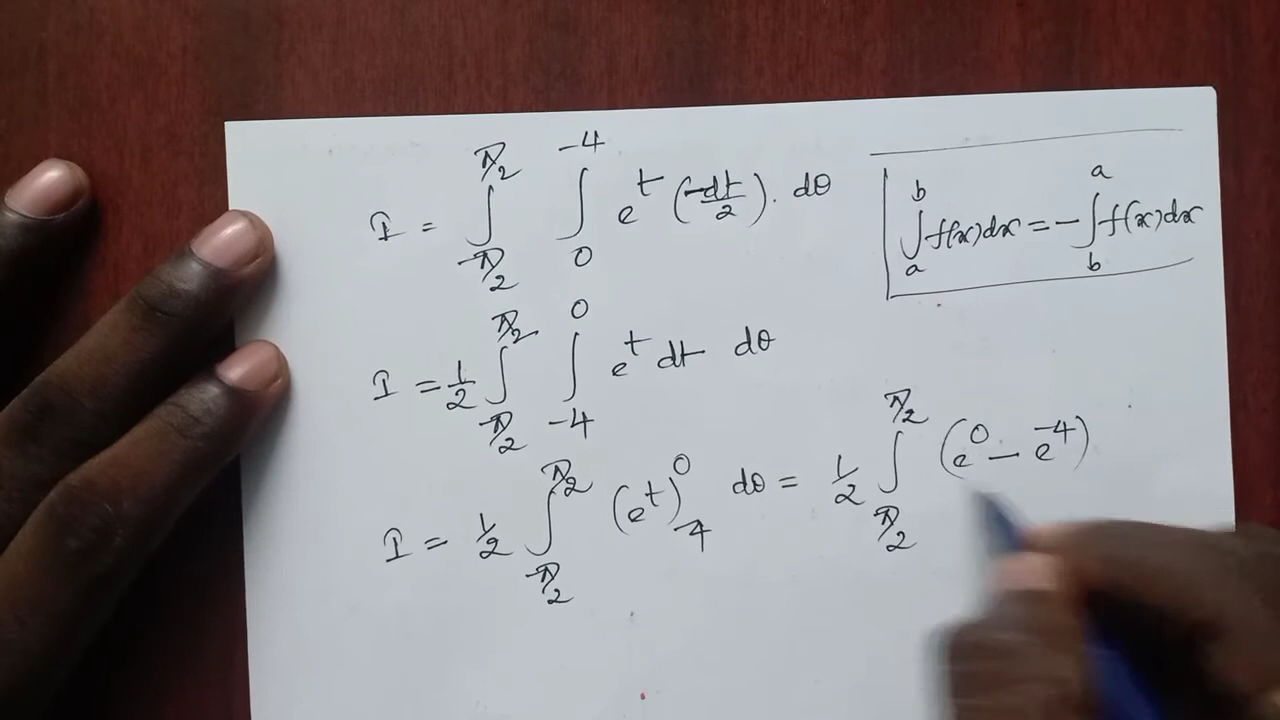 I = ∫_{-π/2}^{π/2} ∫_{0}^{-4} e^t (-dt/2). dθ
∫_a^b f(x)dx = -∫_b^a f(x)dx
I = 1/2 ∫_{-π/2}^{π/2} ∫_{-4}^{0} e^t dt dθ
I = 1/2 ∫_{-π/2}^{π/2} (e^t)_{-4}^{0} dθ = 1/2 ∫_{-π/2}^{π/2} (e^0 - e^{-4})